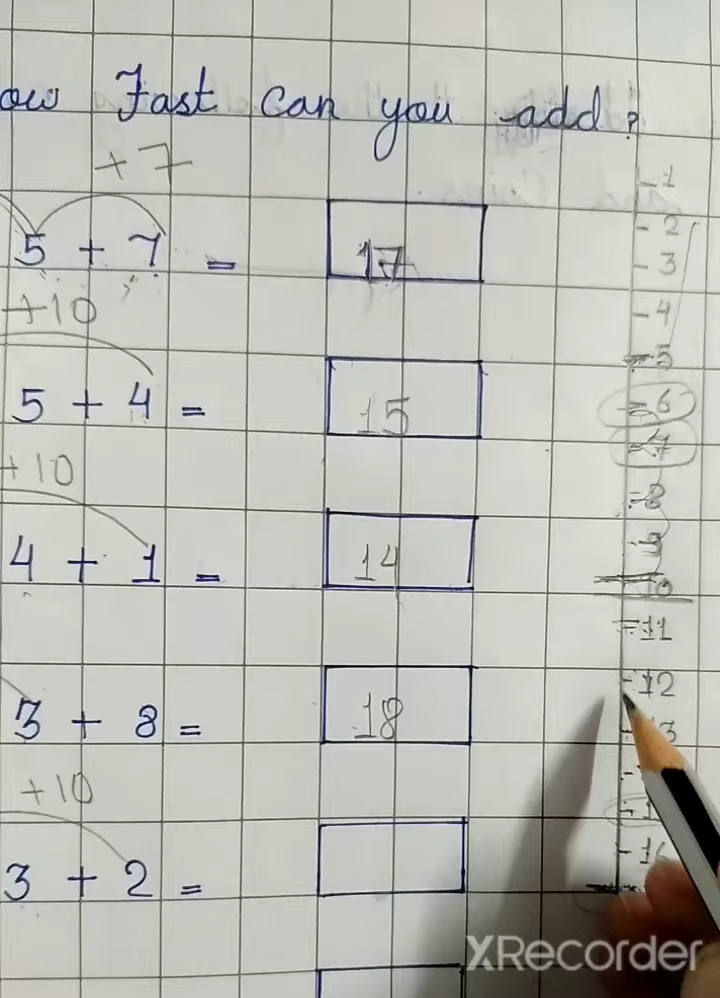 ow Fast can you add?
+ 7
5 + 7 = 17
+10
5 + 4 = 15
+10
4 + 1 = 14
3 + 8 = 18
+10
3 + 2 =
- 1
- 2
- 3
- 4
- 5
- 6
- 7
- 8
9
10
- 11
- 12
XRecorder